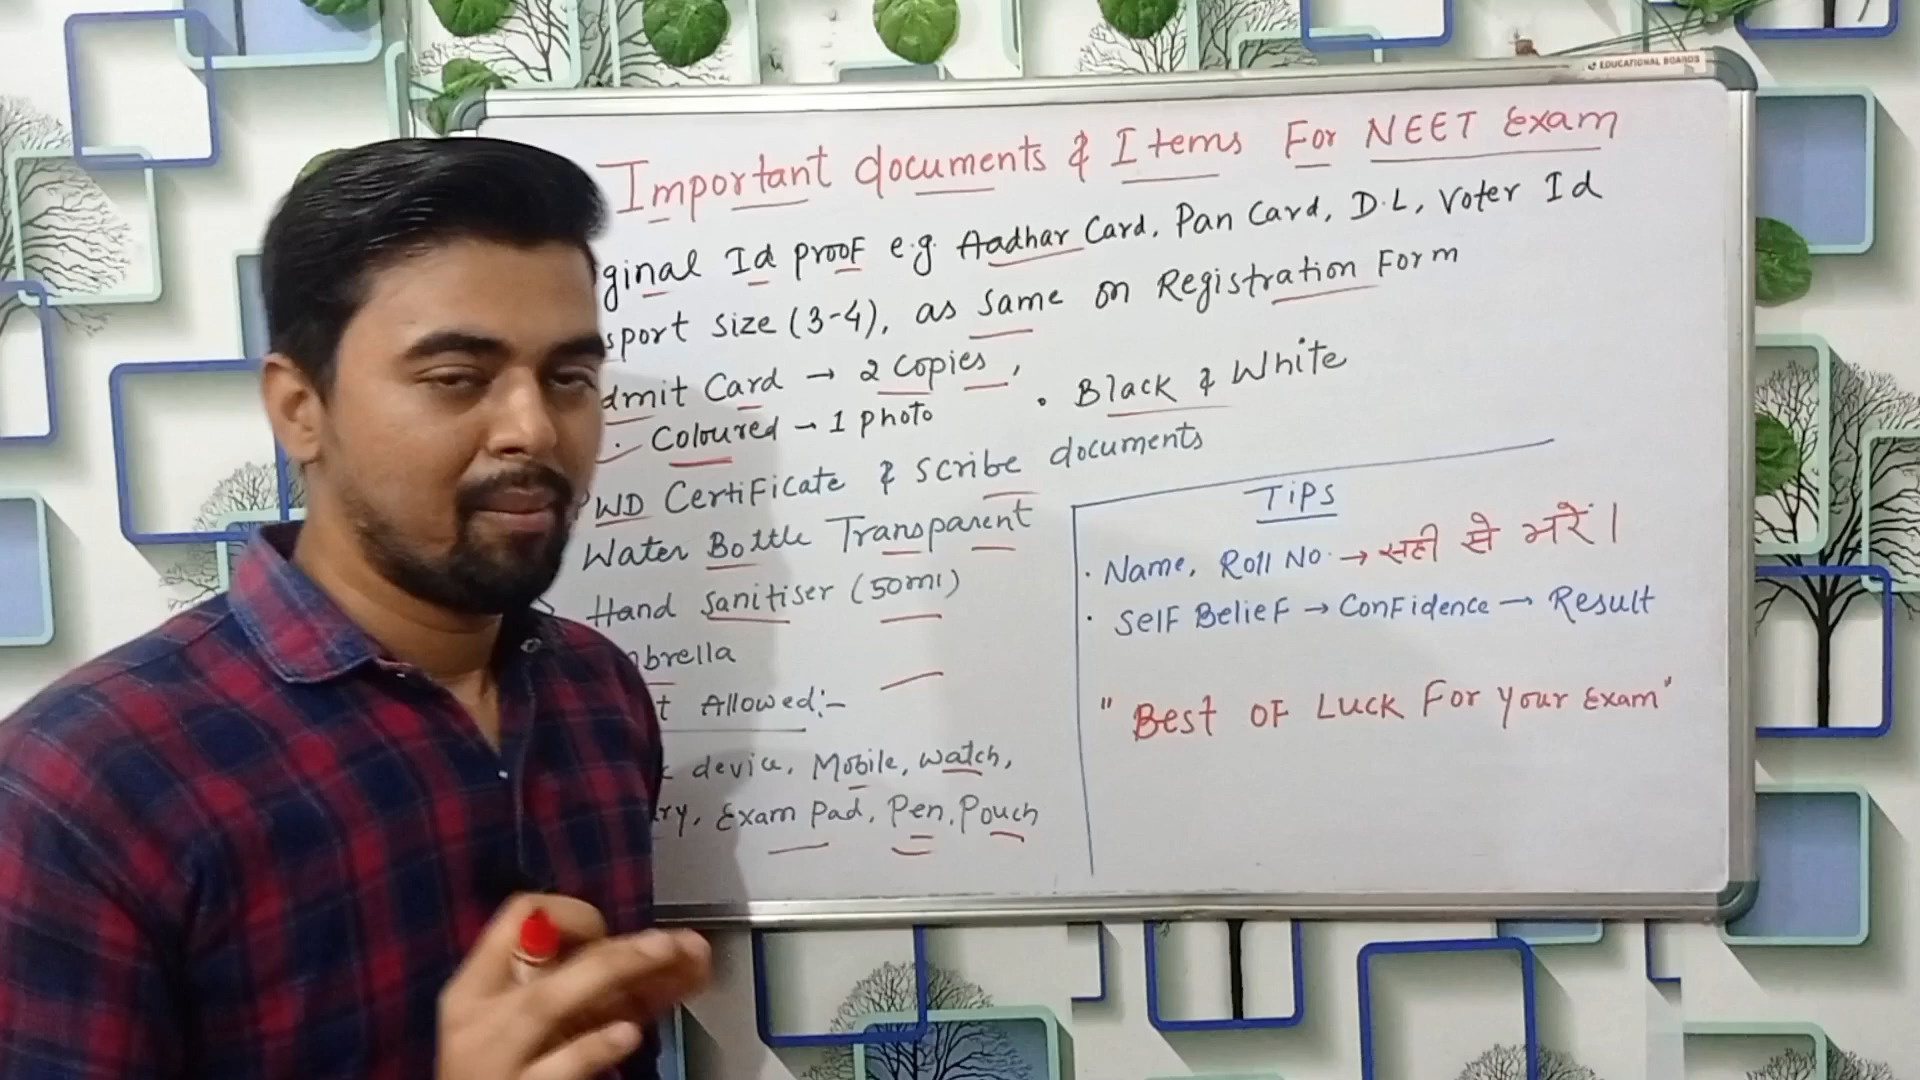 EDUCATIONAL BOARDS
Important documents & Items For NEET Exam
ginal Id proof e.g. Aadhar Card, Pan Card, D.L, Voter Id
sport size (3-4), as same on Registration Form
dmit Card → 2 Copies,
· Coloured → 1 photo
· Black & White
PWD Certificate & Scribe documents
Water Bottle Transparent
Hand Sanitiser (50ml)
brella
t Allowed:-
c device, Mobile, watch,
ry, Exam Pad, Pen, Pouch
TiPS
· Name, Roll No. → सही से भरें।
· Self Belief → Confidence → Result
"Best OF Luck For Your Exam"